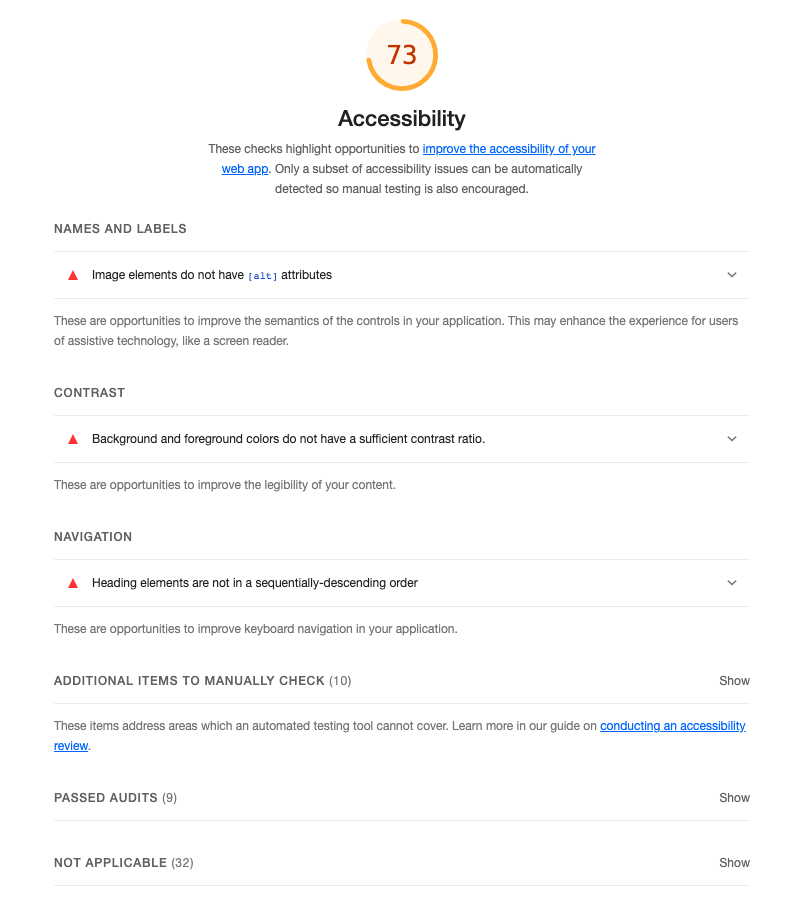 73
Accessibility
These checks highlight opportunities to improve the accessibility of your
web app. Only a subset of accessibility issues can be automatically
detected so manual testing is also encouraged.
NAMES AND LABELS
Image elements do not have [alt] attributes
These are opportunities to improve the semantics of the controls in your application. This may enhance the experience for users
of assistive technology, like a screen reader.
CONTRAST
Background and foreground colors do not have a sufficient contrast ratio.
These are opportunities to improve the legibility of your content.
NAVIGATION
Heading elements are not in a sequentially-descending order
These are opportunities to improve keyboard navigation in your application.
ADDITIONAL ITEMS TO MANUALLY CHECK (10) Show
These items address areas which an automated testing tool cannot cover. Learn more in our guide on conducting an accessibility
review.
PASSED AUDITS (9) Show
NOT APPLICABLE (32) Show